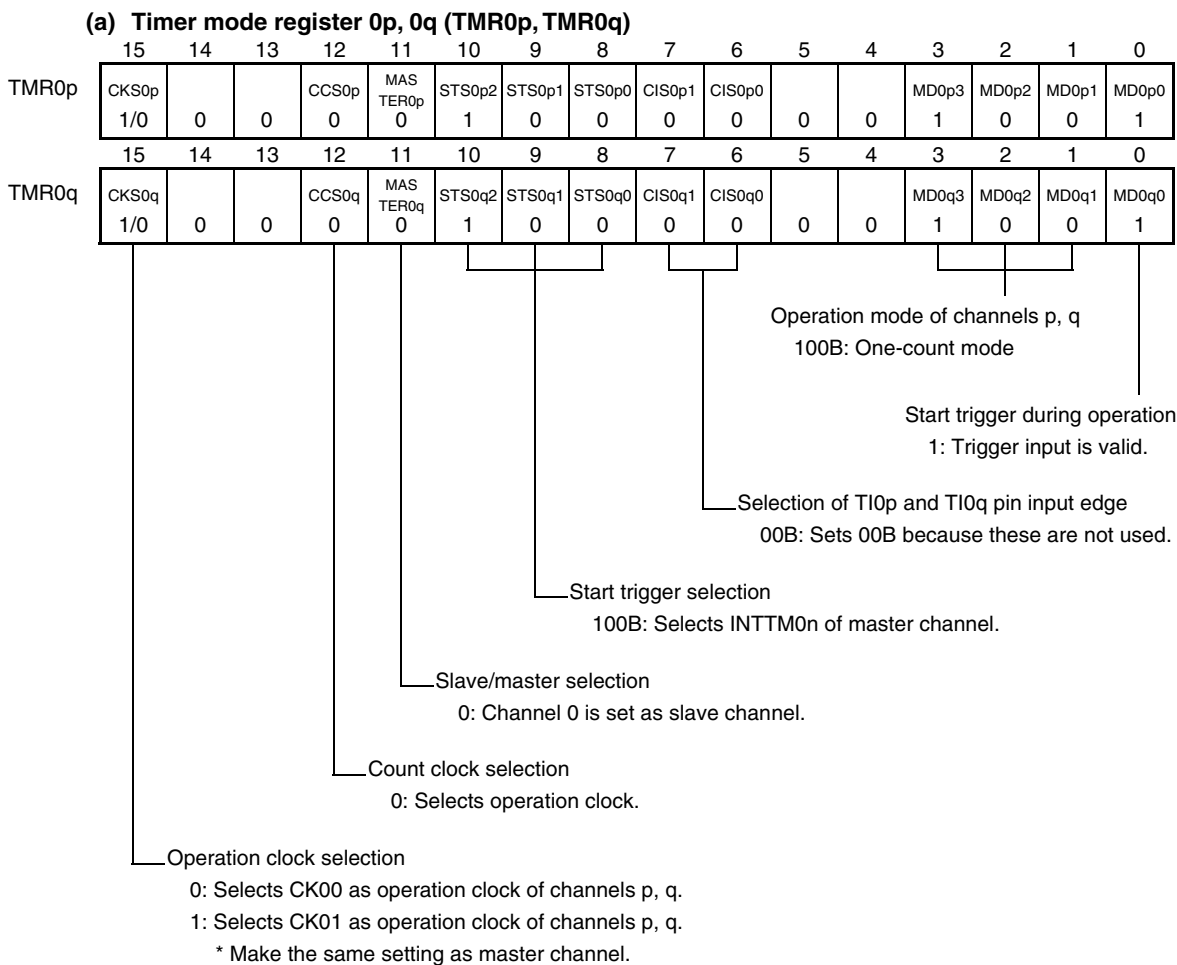 (a) Timer mode register 0p, 0q (TMR0p, TMR0q)
15 14 13 12 11 10 9 8 7 6 5 4 3 2 1 0
TMR0p CKS0p CCS0p MAS TER0p STS0p2 STS0p1 STS0p0 CIS0p1 CIS0p0 MD0p3 MD0p2 MD0p1 MD0p0
1/0 0 0 0 0 1 0 0 0 0 0 0 1 0 0 1
15 14 13 12 11 10 9 8 7 6 5 4 3 2 1 0
TMR0q CKS0q CCS0q MAS TER0q STS0q2 STS0q1 STS0q0 CIS0q1 CIS0q0 MD0q3 MD0q2 MD0q1 MD0q0
1/0 0 0 0 0 1 0 0 0 0 0 0 1 0 0 1
Operation mode of channels p, q
100B: One-count mode
Start trigger during operation
1: Trigger input is valid.
Selection of TI0p and TI0q pin input edge
00B: Sets 00B because these are not used.
Start trigger selection
100B: Selects INTTM0n of master channel.
Slave/master selection
0: Channel 0 is set as slave channel.
Count clock selection
0: Selects operation clock.
Operation clock selection
0: Selects CK00 as operation clock of channels p, q.
1: Selects CK01 as operation clock of channels p, q.
* Make the same setting as master channel.